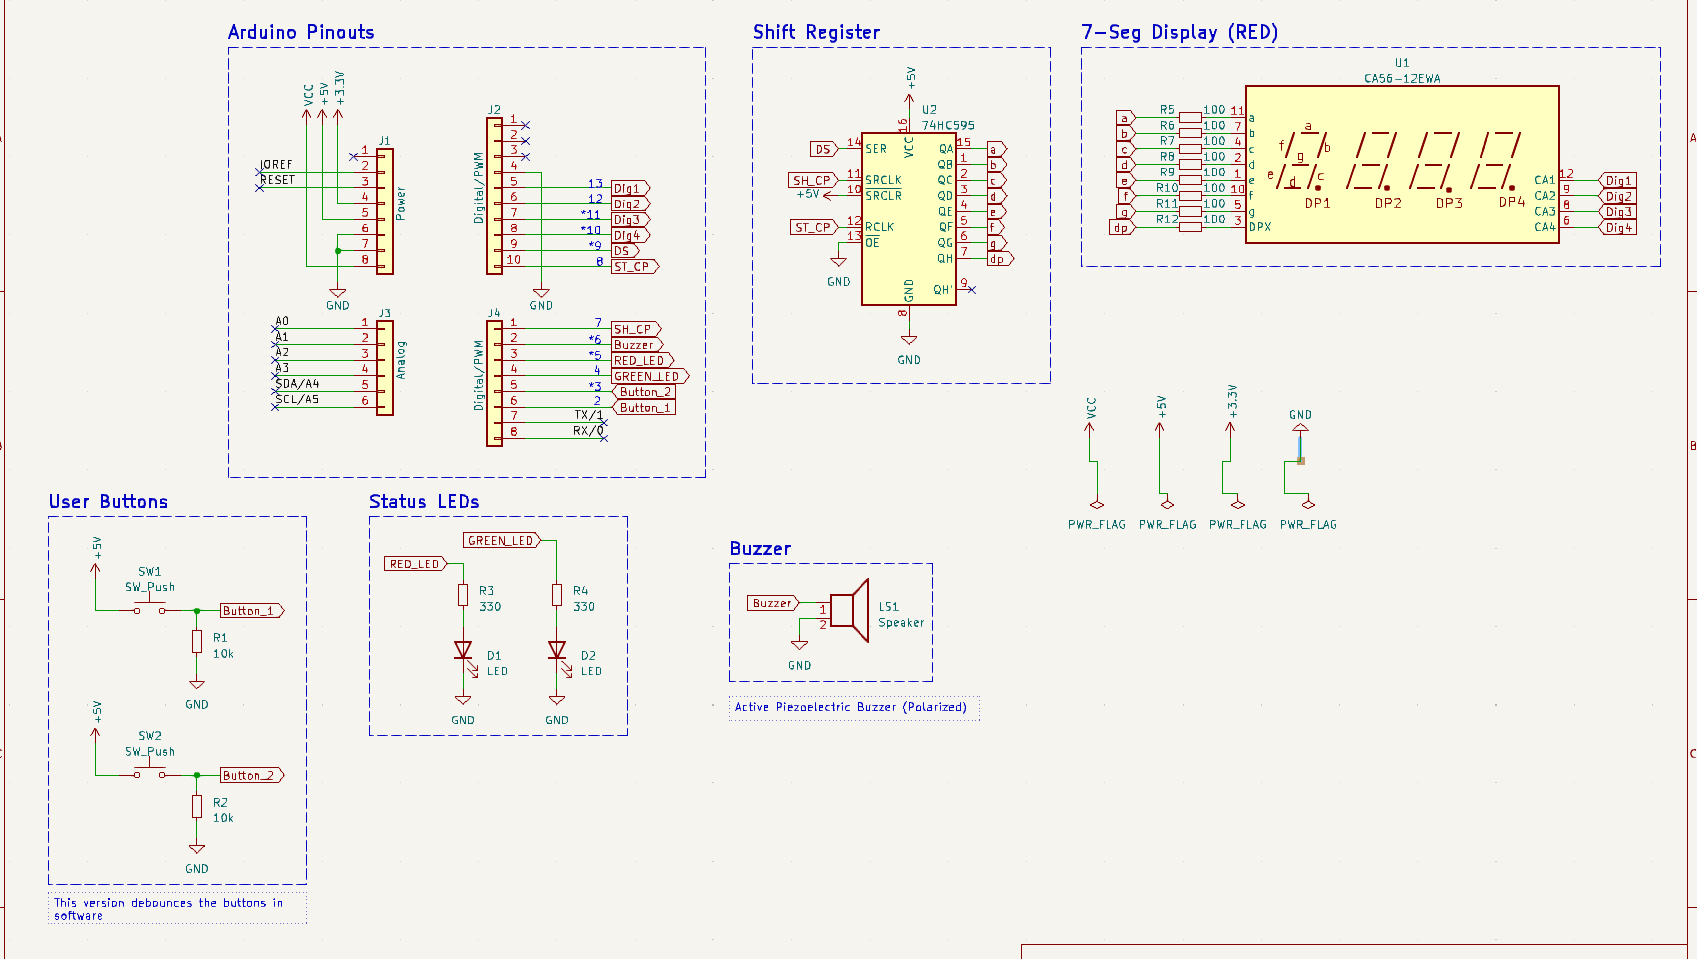 Arduino Pinouts
VCC
+5V
+3.3V
J1
1
2
3
4
5
6
7
8
Power
IOREF
RESET
GND
J2
1
2
3
4
5
6
7
8
9
10
Digital/PWM
13 Dig1
12 Dig2
*11 Dig3
*10 Dig4
*9 DS
8 ST_CP
GND
J3
A0 1
A1 2
A2 3
A3 4
SDA/A4 5
SCL/A5 6
Analog
J4
Digital/PWM
1 7 SH_CP
2 *6 Buzzer
3 *5 RED_LED
4 4 GREEN_LED
5 *3 Button_2
6 2 Button_1
7 TX/1
8 RX/0
Shift Register
+5V
U2
74HC595
16
VCC
DS 14 SER
SH_CP 11 SRCLK
+5V 10 SRCLR
ST_CP 12 RCLK
13 OE
GND
QA 15 a
QB 1 b
QC 2 c
QD 3 d
QE 4 e
QF 5 f
QG 6 g
QH 7 dp
QH' 9
GND
8
GND
7-Seg Display (RED)
U1
CA56-12EWA
a R5 100 11 a
b R6 100 7 b
c R7 100 4 c
d R8 100 2 d
e R9 100 1 e
f R10 100 10 f
g R11 100 5 g
dp R12 100 3 DPX
a
f b
g
e c
d
DP1 DP2 DP3 DP4
CA1 12 Dig1
CA2 9 Dig2
CA3 8 Dig3
CA4 6 Dig4
VCC
+5V
+3.3V
GND
PWR_FLAG PWR_FLAG PWR_FLAG PWR_FLAG
User Buttons
+5V
SW1
SW_Push
Button_1
R1
10k
GND
+5V
SW2
SW_Push
Button_2
R2
10k
GND
This version debounces the buttons in
software
Status LEDs
GREEN_LED
RED_LED
R3
330
R4
330
D1
LED
D2
LED
GND GND
Buzzer
Buzzer
1
2
LS1
Speaker
GND
Active Piezoelectric Buzzer (Polarized)
A
B
C
A
B
C